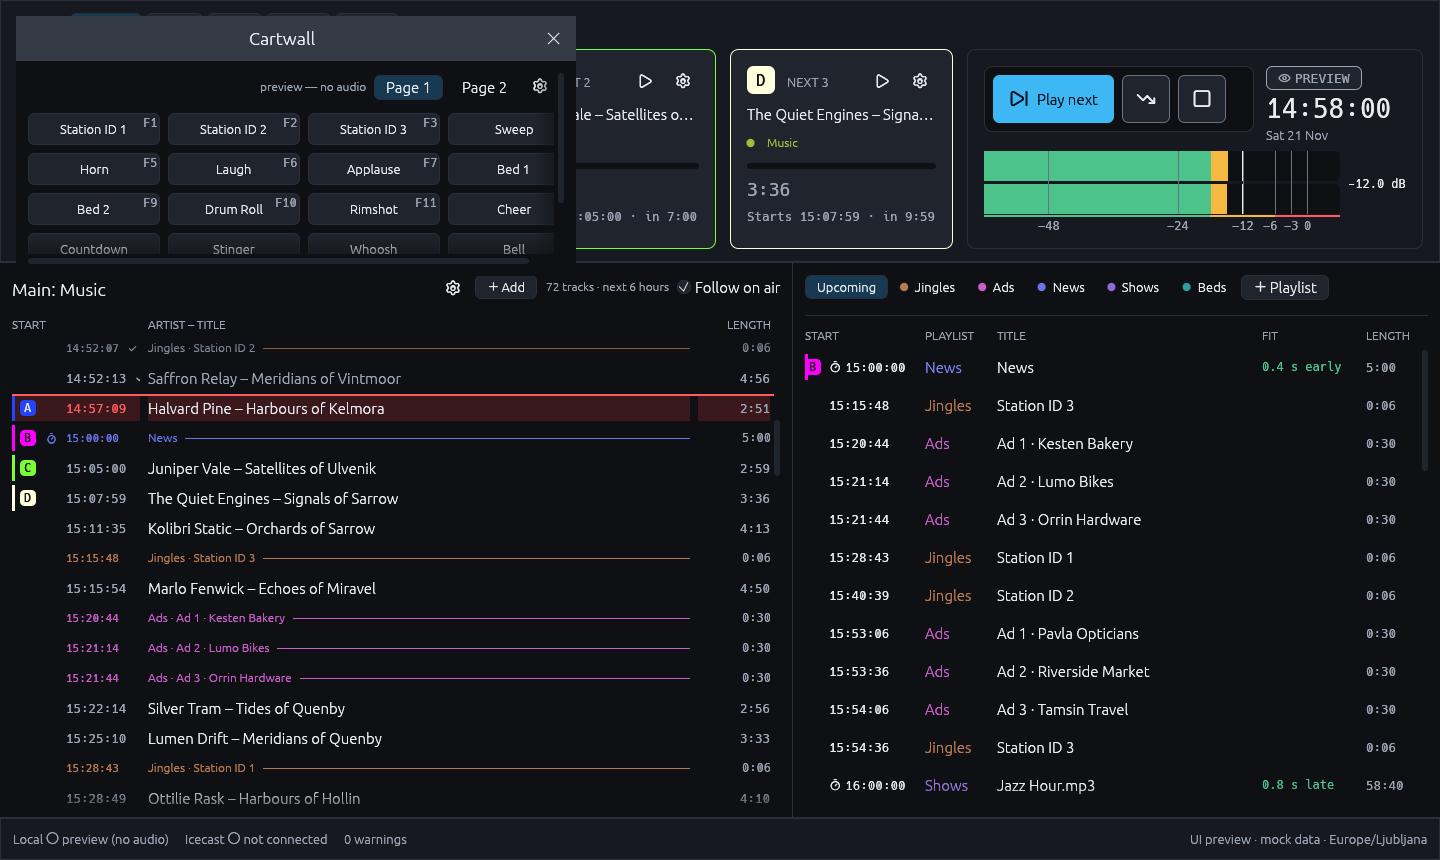 Cartwall
preview — no audio Page 1 Page 2
Station ID 1 F1 Station ID 2 F2 Station ID 3 F3 Sweep
Horn F5 Laugh F6 Applause F7 Bed 1
Bed 2 F9 Drum Roll F10 Rimshot F11 Cheer
Countdown Stinger Whoosh Bell
T 2
ale – Satellites o…
:05:00 · in 7:00
D NEXT 3
The Quiet Engines – Signa…
Music
3:36
Starts 15:07:59 · in 9:59
Play next
PREVIEW
14:58:00
Sat 21 Nov
-12.0 dB
-48 -24 -12 -6 -3 0
Main: Music
+ Add 72 tracks · next 6 hours Follow on air
START ARTIST – TITLE LENGTH
14:52:07 Jingles · Station ID 2 0:06
14:52:13 Saffron Relay – Meridians of Vintmoor 4:56
A 14:57:09 Halvard Pine – Harbours of Kelmora 2:51
B 15:00:00 News 5:00
C 15:05:00 Juniper Vale – Satellites of Ulvenik 2:59
D 15:07:59 The Quiet Engines – Signals of Sarrow 3:36
15:11:35 Kolibri Static – Orchards of Sarrow 4:13
15:15:48 Jingles · Station ID 3 0:06
15:15:54 Marlo Fenwick – Echoes of Miravel 4:50
15:20:44 Ads · Ad 1 · Kesten Bakery 0:30
15:21:14 Ads · Ad 2 · Lumo Bikes 0:30
15:21:44 Ads · Ad 3 · Orrin Hardware 0:30
15:22:14 Silver Tram – Tides of Quenby 2:56
15:25:10 Lumen Drift – Meridians of Quenby 3:33
15:28:43 Jingles · Station ID 1 0:06
15:28:49 Ottilie Rask – Harbours of Hollin 4:10
Upcoming Jingles Ads News Shows Beds + Playlist
START PLAYLIST TITLE FIT LENGTH
B 15:00:00 News News 0.4 s early 5:00
15:15:48 Jingles Station ID 3 0:06
15:20:44 Ads Ad 1 · Kesten Bakery 0:30
15:21:14 Ads Ad 2 · Lumo Bikes 0:30
15:21:44 Ads Ad 3 · Orrin Hardware 0:30
15:28:43 Jingles Station ID 1 0:06
15:40:39 Jingles Station ID 2 0:06
15:53:06 Ads Ad 1 · Pavla Opticians 0:30
15:53:36 Ads Ad 2 · Riverside Market 0:30
15:54:06 Ads Ad 3 · Tamsin Travel 0:30
15:54:36 Jingles Station ID 3 0:06
16:00:00 Shows Jazz Hour.mp3 0.8 s late 58:40
Local preview (no audio) Icecast not connected 0 warnings
UI preview · mock data · Europe/Ljubljana